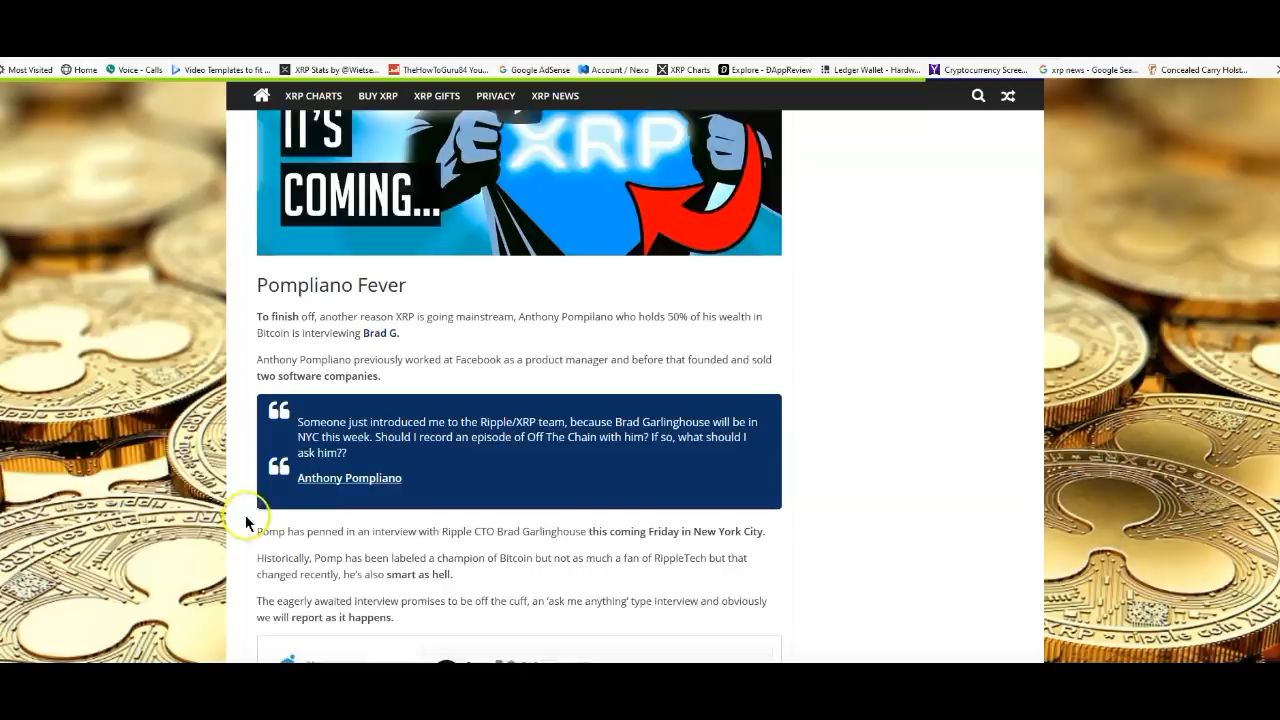 Most Visited Home Voice - Calls Video Templates to fit ... XRP Stats by @Wietse... TheHowToGuru84 You... Google AdSense Account / Nexo XRP Charts Explore - ĐAppReview Ledger Wallet - Hardw... Cryptocurrency Scree... xrp news - Google Sea... Concealed Carry Holst...
XRP CHARTS BUY XRP XRP GIFTS PRIVACY XRP NEWS
IT'S
COMING...
XRP
Pompliano Fever
To finish off, another reason XRP is going mainstream, Anthony Pompilano who holds 50% of his wealth in
Bitcoin is interviewing Brad G.
Anthony Pompliano previously worked at Facebook as a product manager and before that founded and sold
two software companies.
Someone just introduced me to the Ripple/XRP team, because Brad Garlinghouse will be in
NYC this week. Should I record an episode of Off The Chain with him? If so, what should I
ask him??
Anthony Pompliano
Pomp has penned in an interview with Ripple CTO Brad Garlinghouse this coming Friday in New York City.
Historically, Pomp has been labeled a champion of Bitcoin but not as much a fan of RippleTech but that
changed recently, he's also smart as hell.
The eagerly awaited interview promises to be off the cuff, an 'ask me anything' type interview and obviously
we will report as it happens.